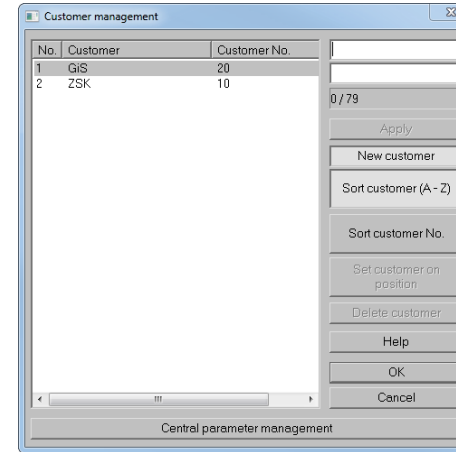 Customer management
No. Customer Customer No.
1 GiS 20
2 ZSK 10
0 / 79
Apply
New customer
Sort customer (A - Z)
Sort customer No.
Set customer on
position
Delete customer
Help
OK
Cancel
Central parameter management